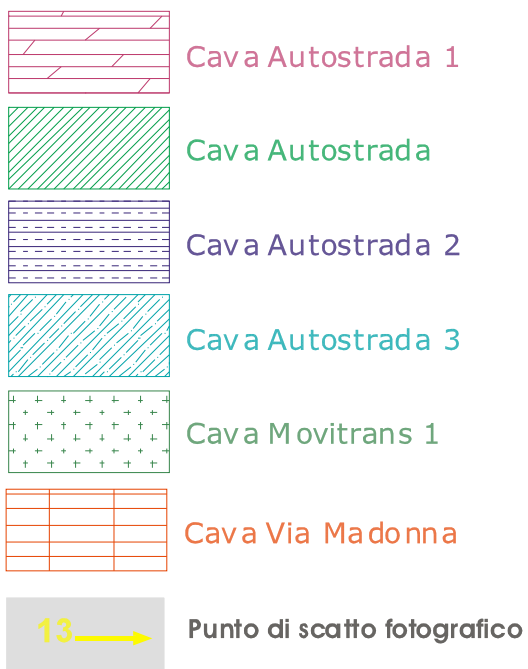 Cava Autostrada 1
Cava Autostrada
Cava Autostrada 2
Cava Autostrada 3
Cava Movitrans 1
Cava Via Madonna
13 Punto di scatto fotografico